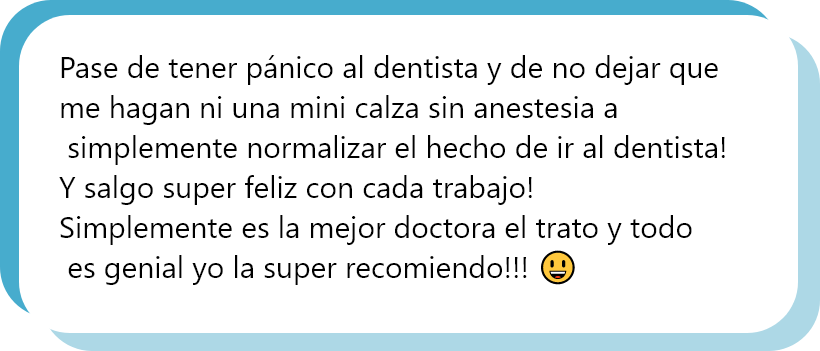 Pase de tener pánico al dentista y de no dejar que
me hagan ni una mini calza sin anestesia a
simplemente normalizar el hecho de ir al dentista!
Y salgo super feliz con cada trabajo!
Simplemente es la mejor doctora el trato y todo
es genial yo la super recomiendo!!! 😃